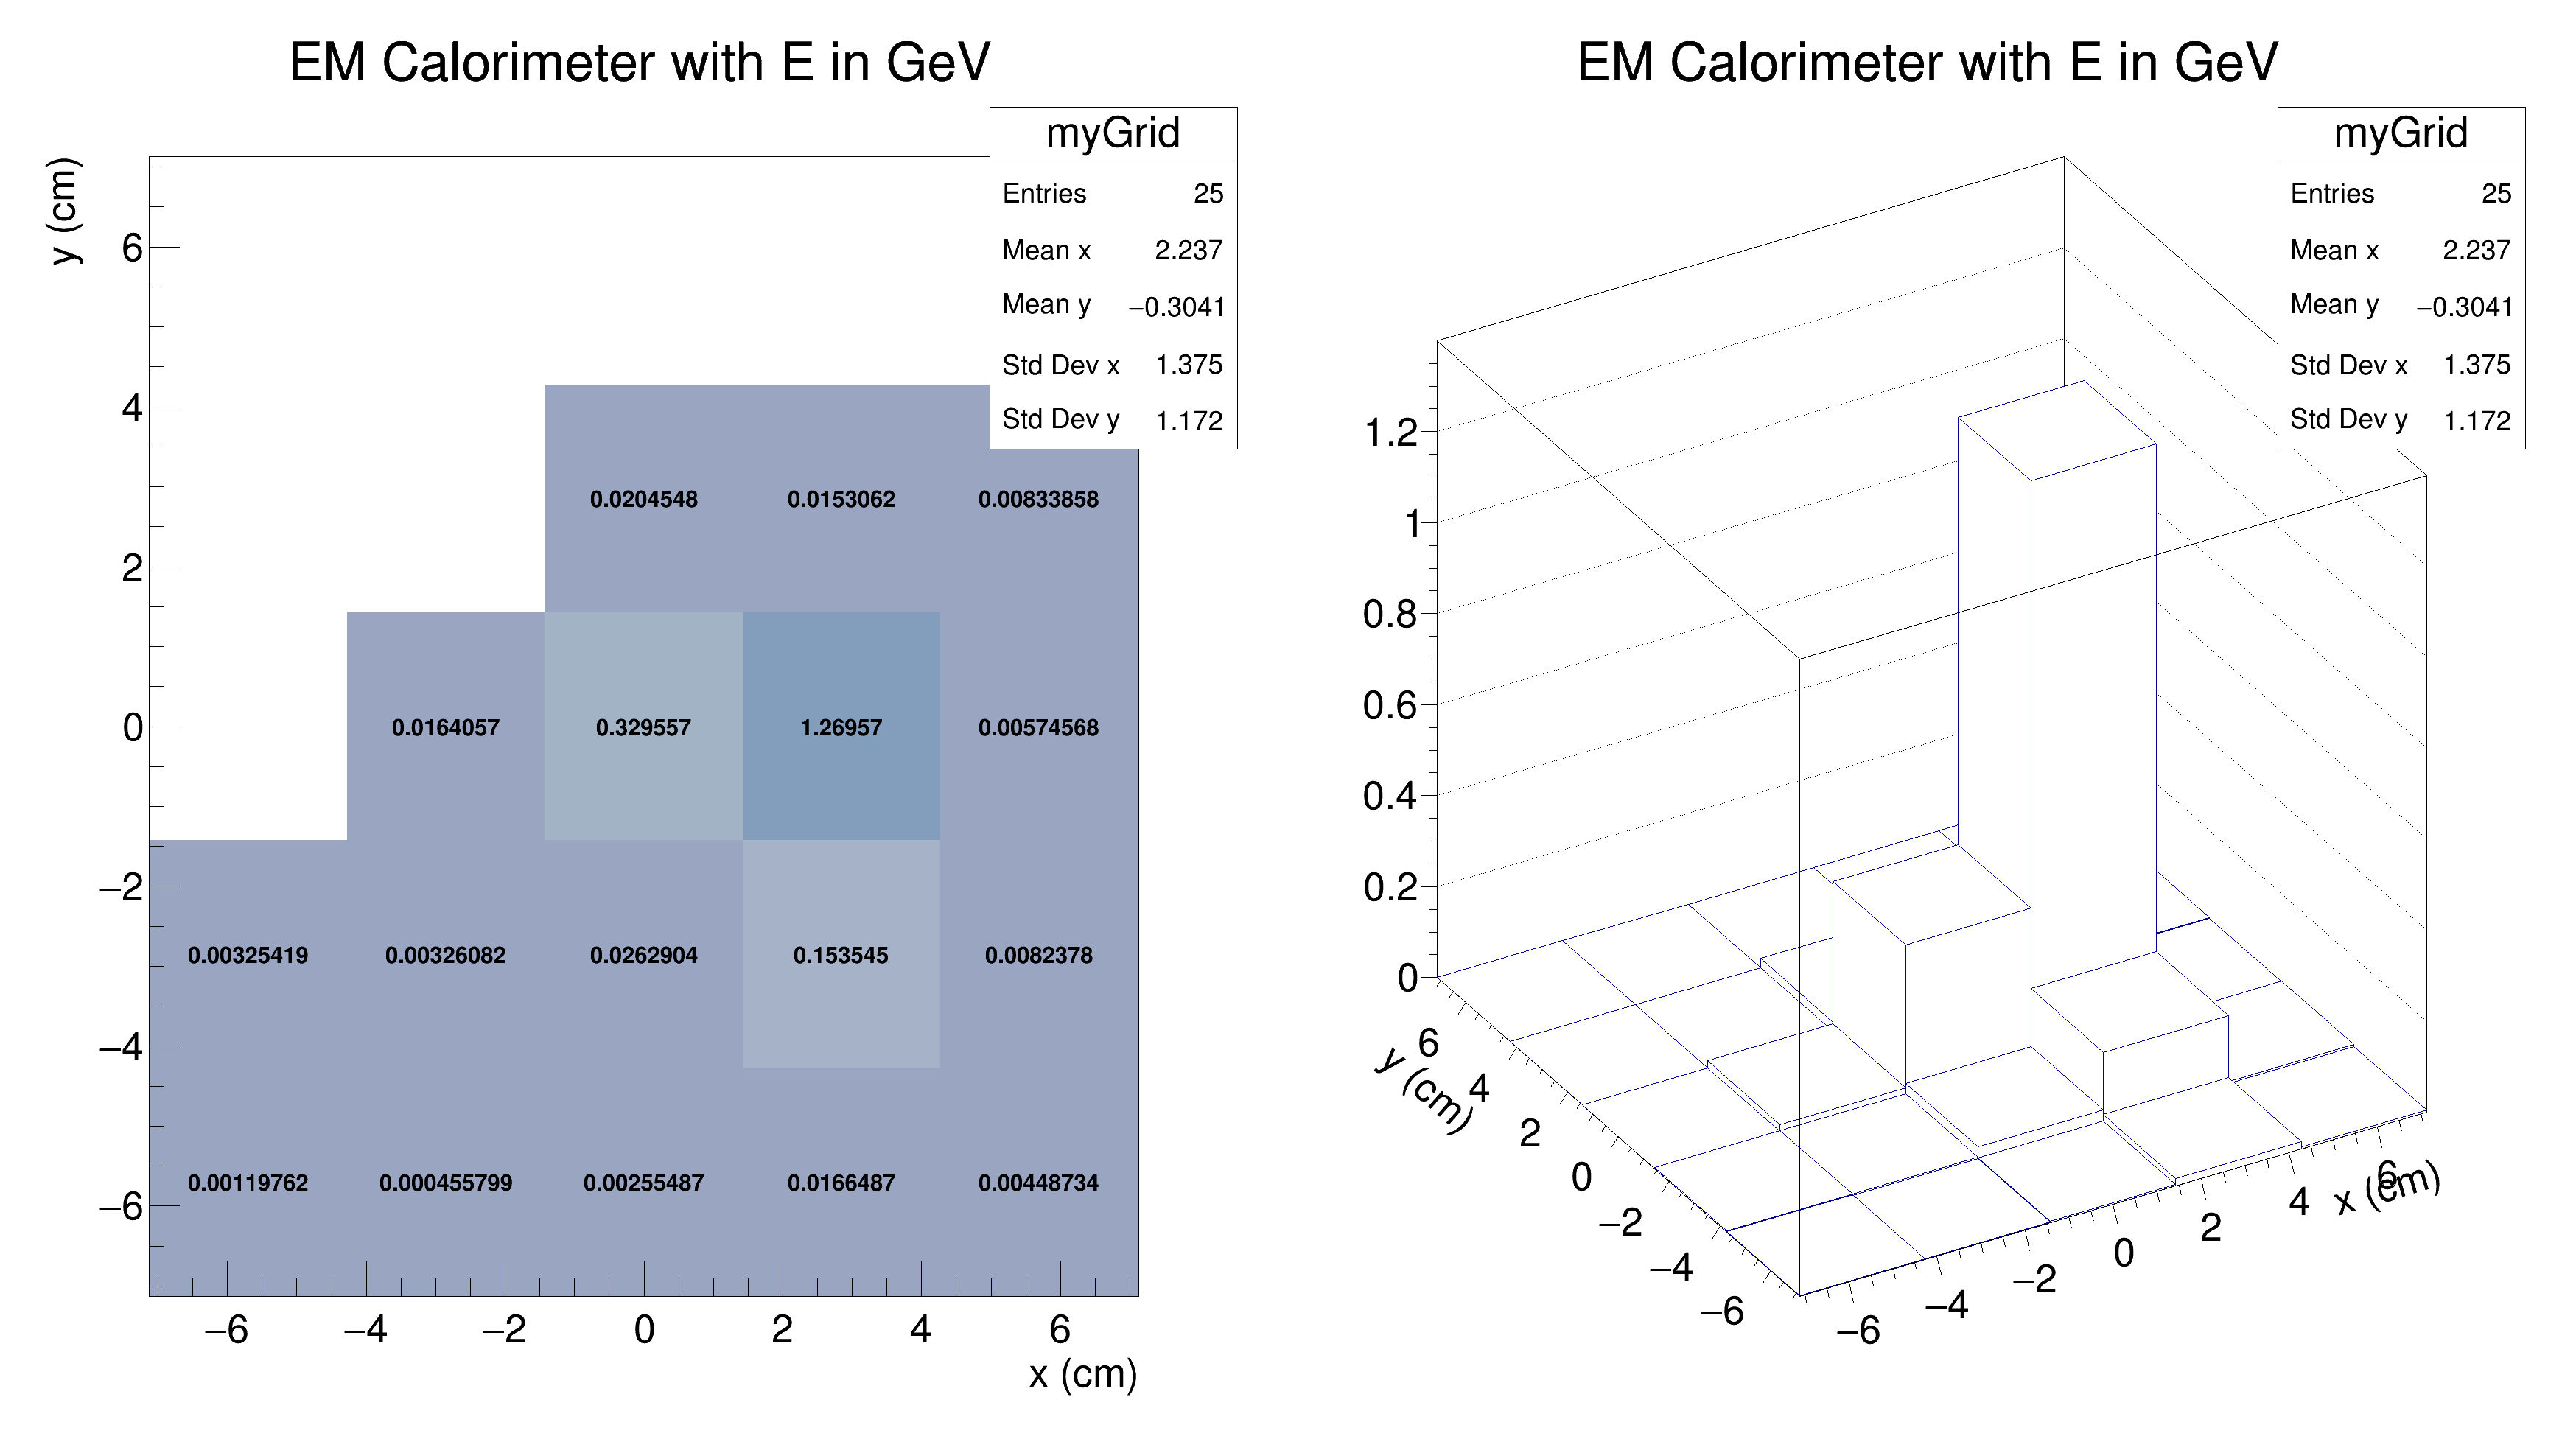 EM Calorimeter with E in GeV
myGrid
Entries 25
Mean x 2.237
Mean y −0.3041
Std Dev x 1.375
Std Dev y 1.172
y (cm)
6
4
2
0
−2
−4
−6
0.0204548 0.0153062 0.00833858
0.0164057 0.329557 1.26957 0.00574568
0.00325419 0.00326082 0.0262904 0.153545 0.0082378
0.00119762 0.000455799 0.00255487 0.0166487 0.00448734
−6 −4 −2 0 2 4 6
x (cm)
EM Calorimeter with E in GeV
myGrid
Entries 25
Mean x 2.237
Mean y −0.3041
Std Dev x 1.375
Std Dev y 1.172
1.2
1
0.8
0.6
0.4
0.2
0
y (cm)
6
4
2
0
−2
−4
−6
−6 −4 −2 0 2 4 6
x (cm)